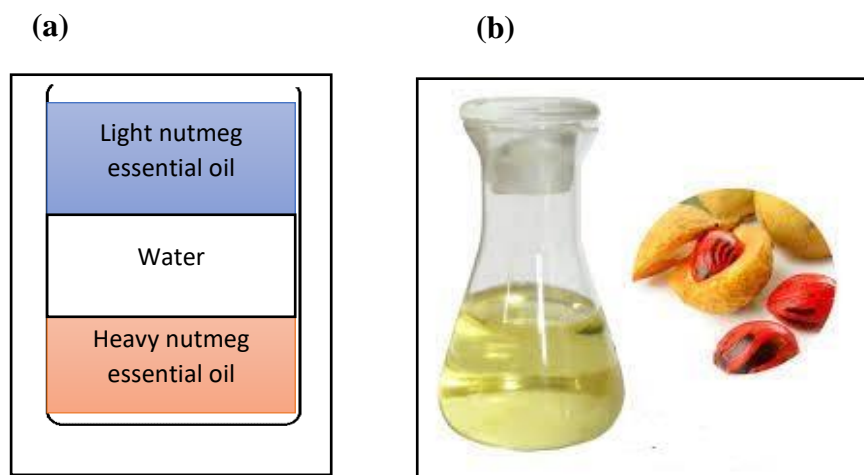 (a)
(b)
Light nutmeg
essential oil
Water
Heavy nutmeg
essential oil